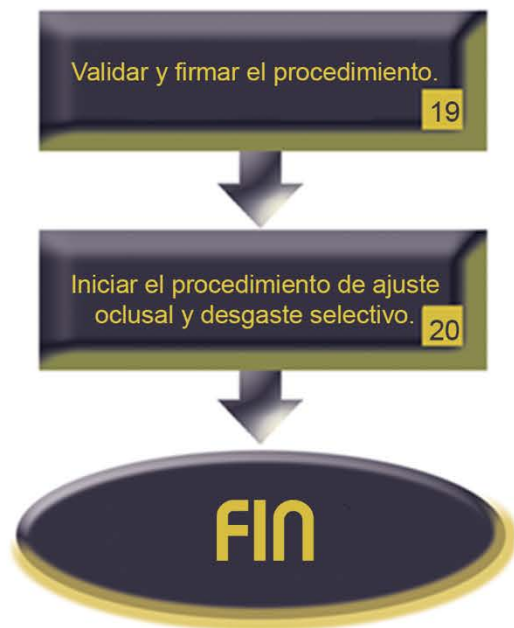 Validar y firmar el procedimiento.
19
Iniciar el procedimiento de ajuste
oclusal y desgaste selectivo.
20
FIN